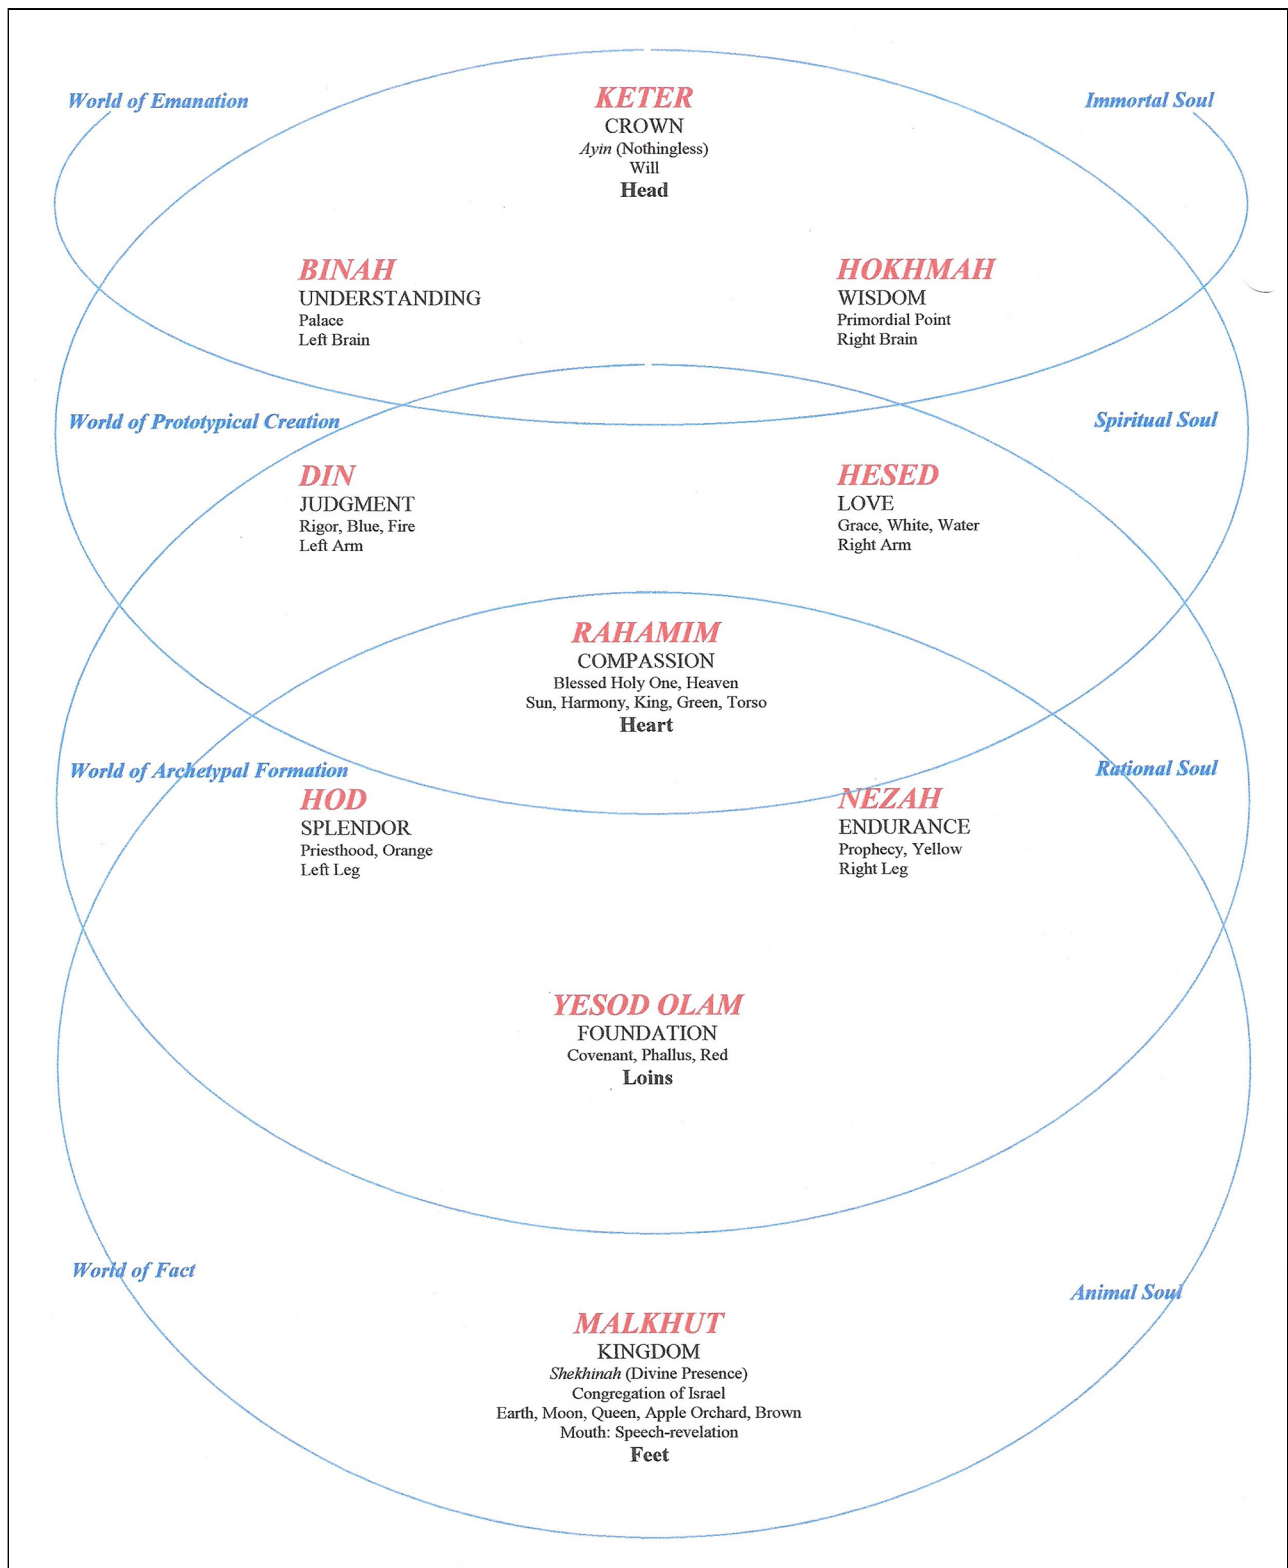 World of Emanation
KETER
CROWN
Ayin (Nothingless)
Will
Head
Immortal Soul
BINAH
UNDERSTANDING
Palace
Left Brain
HOKHMAH
WISDOM
Primordial Point
Right Brain
World of Prototypical Creation
Spiritual Soul
DIN
JUDGMENT
Rigor, Blue, Fire
Left Arm
HESED
LOVE
Grace, White, Water
Right Arm
RAHAMIM
COMPASSION
Blessed Holy One, Heaven
Sun, Harmony, King, Green, Torso
Heart
World of Archetypal Formation
Rational Soul
HOD
SPLENDOR
Priesthood, Orange
Left Leg
NEZAH
ENDURANCE
Prophecy, Yellow
Right Leg
YESOD OLAM
FOUNDATION
Covenant, Phallus, Red
Loins
World of Fact
Animal Soul
MALKHUT
KINGDOM
Shekhinah (Divine Presence)
Congregation of Israel
Earth, Moon, Queen, Apple Orchard, Brown
Mouth: Speech-revelation
Feet